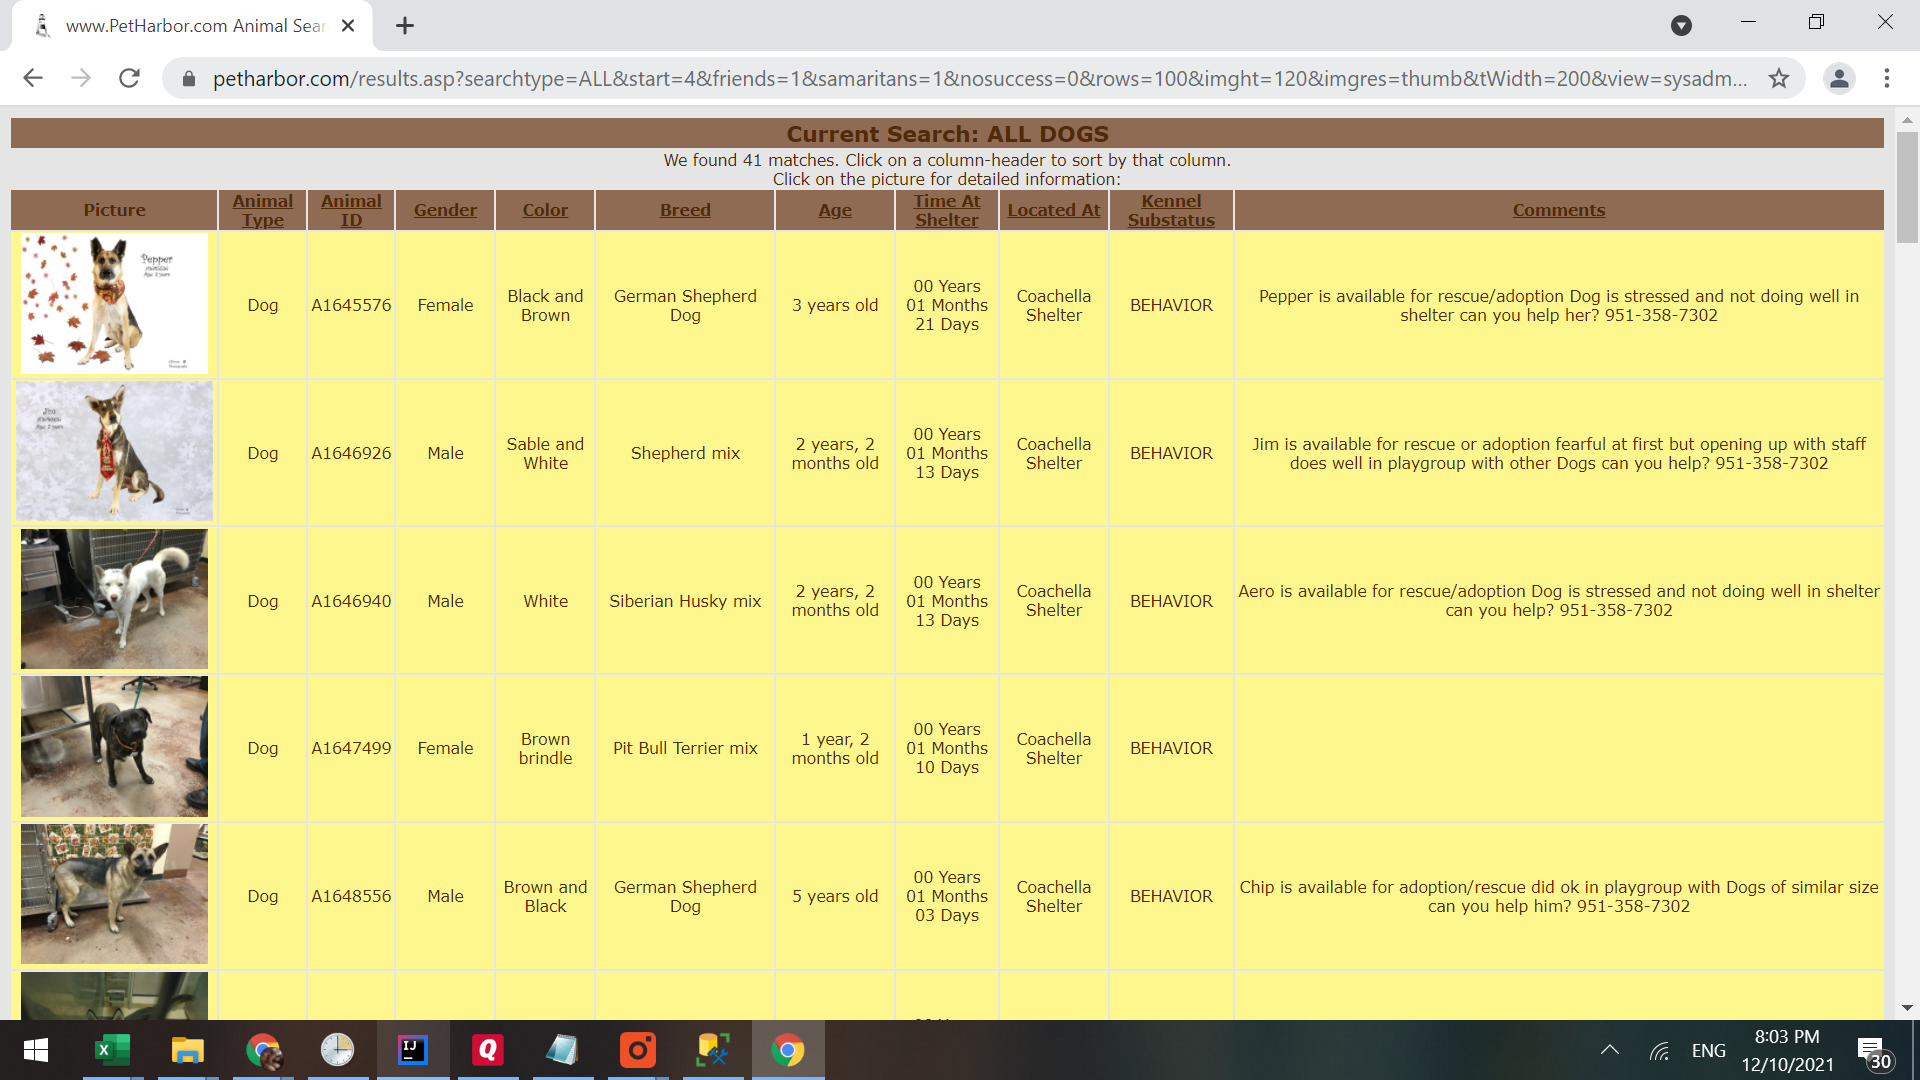 www.PetHarbor.com Animal Sear
petharbor.com/results.asp?searchtype=ALL&start=4&friends=1&samaritans=1&nosuccess=0&rows=100&imght=120&imgres=thumb&tWidth=200&view=sysadm...
Current Search: ALL DOGS
We found 41 matches. Click on a column-header to sort by that column.
Click on the picture for detailed information:
Picture Animal Type Animal ID Gender Color Breed Age Time At Shelter Located At Kennel Substatus Comments
Pepper
Dog A1645576 Female Black and Brown German Shepherd Dog 3 years old 00 Years 01 Months 21 Days Coachella Shelter BEHAVIOR Pepper is available for rescue/adoption Dog is stressed and not doing well in shelter can you help her? 951-358-7302
Jim
Dog A1646926 Male Sable and White Shepherd mix 2 years, 2 months old 00 Years 01 Months 13 Days Coachella Shelter BEHAVIOR Jim is available for rescue or adoption fearful at first but opening up with staff does well in playgroup with other Dogs can you help? 951-358-7302
Dog A1646940 Male White Siberian Husky mix 2 years, 2 months old 00 Years 01 Months 13 Days Coachella Shelter BEHAVIOR Aero is available for rescue/adoption Dog is stressed and not doing well in shelter can you help? 951-358-7302
Dog A1647499 Female Brown brindle Pit Bull Terrier mix 1 year, 2 months old 00 Years 01 Months 10 Days Coachella Shelter BEHAVIOR
Dog A1648556 Male Brown and Black German Shepherd Dog 5 years old 00 Years 01 Months 03 Days Coachella Shelter BEHAVIOR Chip is available for adoption/rescue did ok in playgroup with Dogs of similar size can you help him? 951-358-7302
ENG
8:03 PM
12/10/2021
30